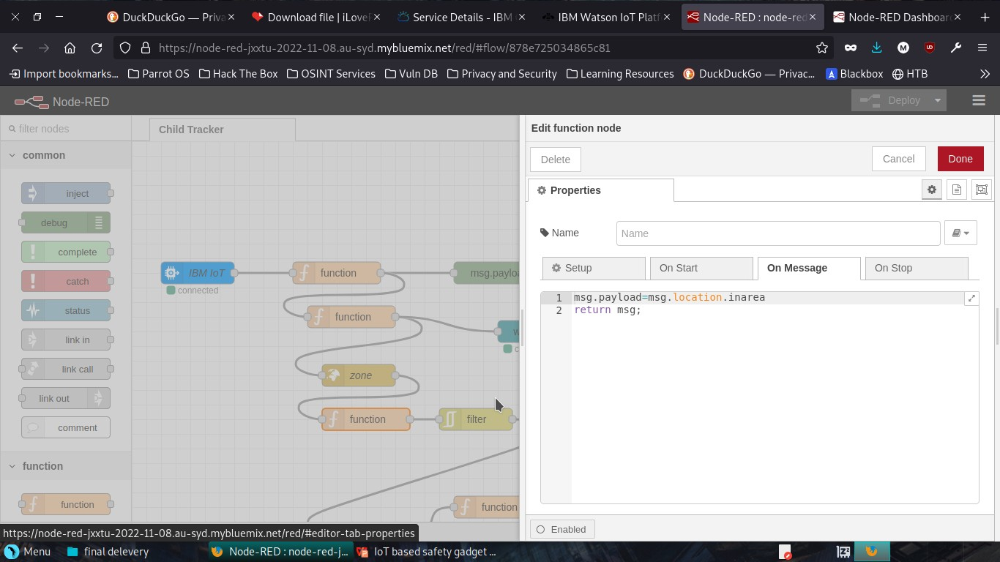 DuckDuckGo — Priva
Download file | iLoveP
Service Details - IBM
IBM Watson IoT Platf
Node-RED : node-red
Node-RED Dashboar
https://node-red-jxxtu-2022-11-08.au-syd.mybluemix.net/red/#flow/878e725034865c81
Import bookmarks...
Parrot OS
Hack The Box
OSINT Services
Vuln DB
Privacy and Security
Learning Resources
DuckDuckGo — Privac...
Blackbox
HTB
Node-RED
Deploy
filter nodes
Child Tracker
common
inject
debug
complete
catch
status
link in
link call
link out
comment
function
function
IBM IoT
connected
function
msg.payloa
function
w
c
zone
function
filter
function
Edit function node
Delete
Cancel
Done
Properties
Name
Name
Setup
On Start
On Message
On Stop
1 msg.payload=msg.location.inarea
2 return msg;
Enabled
https://node-red-jxxtu-2022-11-08.au-syd.mybluemix.net/red/#editor-tab-properties
Menu
final delevery
Node-RED : node-red-j...
IoT based safety gadget ...